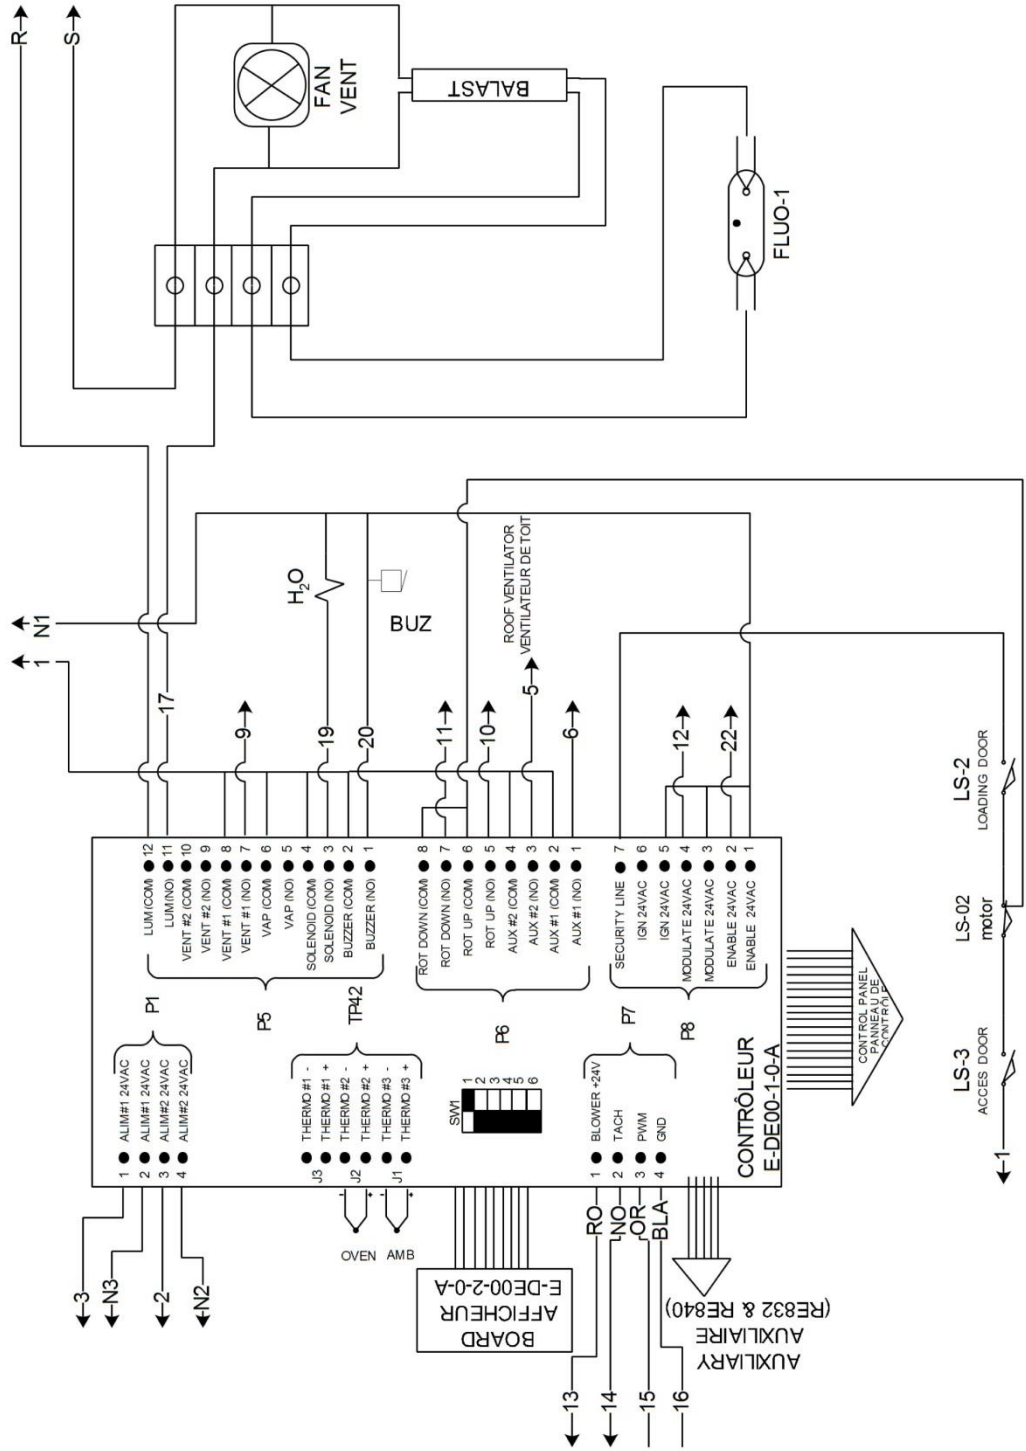 R
S
FAN
VENT
BALAST
FLUO-1
N1
1
17
H2O
BUZ
9
19
20
11
10
5
6
12
22
ROOF VENTILATOR
VENTILATEUR DE TOIT
LS-2
LOADING DOOR
LS-02
motor
LS-3
ACCES DOOR
1
P1
1 ALIM#1 24VAC
2 ALIM#1 24VAC
3 ALIM#2 24VAC
4 ALIM#2 24VAC
3
N3
2
N2
P5
LUM(COM) 12
LUM(NO) 11
VENT #2 (COM) 10
VENT #2 (NO) 9
VENT #1 (COM) 8
VENT #1 (NO) 7
VAP (COM) 6
VAP (NO) 5
SOLENOID (COM) 4
SOLENOID (NO) 3
BUZZER (COM) 2
BUZZER (NO) 1
TP42
THERMO #1 -
THERMO #1 +
THERMO #2 -
THERMO #2 +
THERMO #3 -
THERMO #3 +
J3
J2
J1
- +
- +
OVEN
AMB
P6
ROT DOWN (COM) 8
ROT DOWN (NO) 7
ROT UP (COM) 6
ROT UP (NO) 5
AUX #2 (COM) 4
AUX #2 (NO) 3
AUX #1 (COM) 2
AUX #1 (NO) 1
SW1
1
2
3
4
5
6
BOARD
AFFICHEUR
E-DE00-2-0-A
P7
1 BLOWER +24V
2 TACH
3 PWM
4 GND
RO
NO
OR
BLA
13
14
15
16
P8
SECURITY LINE 7
IGN 24VAC 6
IGN 24VAC 5
MODULATE 24VAC 4
MODULATE 24VAC 3
ENABLE 24VAC 2
ENABLE 24VAC 1
CONTRÔLEUR
E-DE00-1-0-A
CONTROL PANEL
PANNEAU DE
CONTRÔLE
AUXILIARY
AUXILIAIRE
(RE832 & RE840)